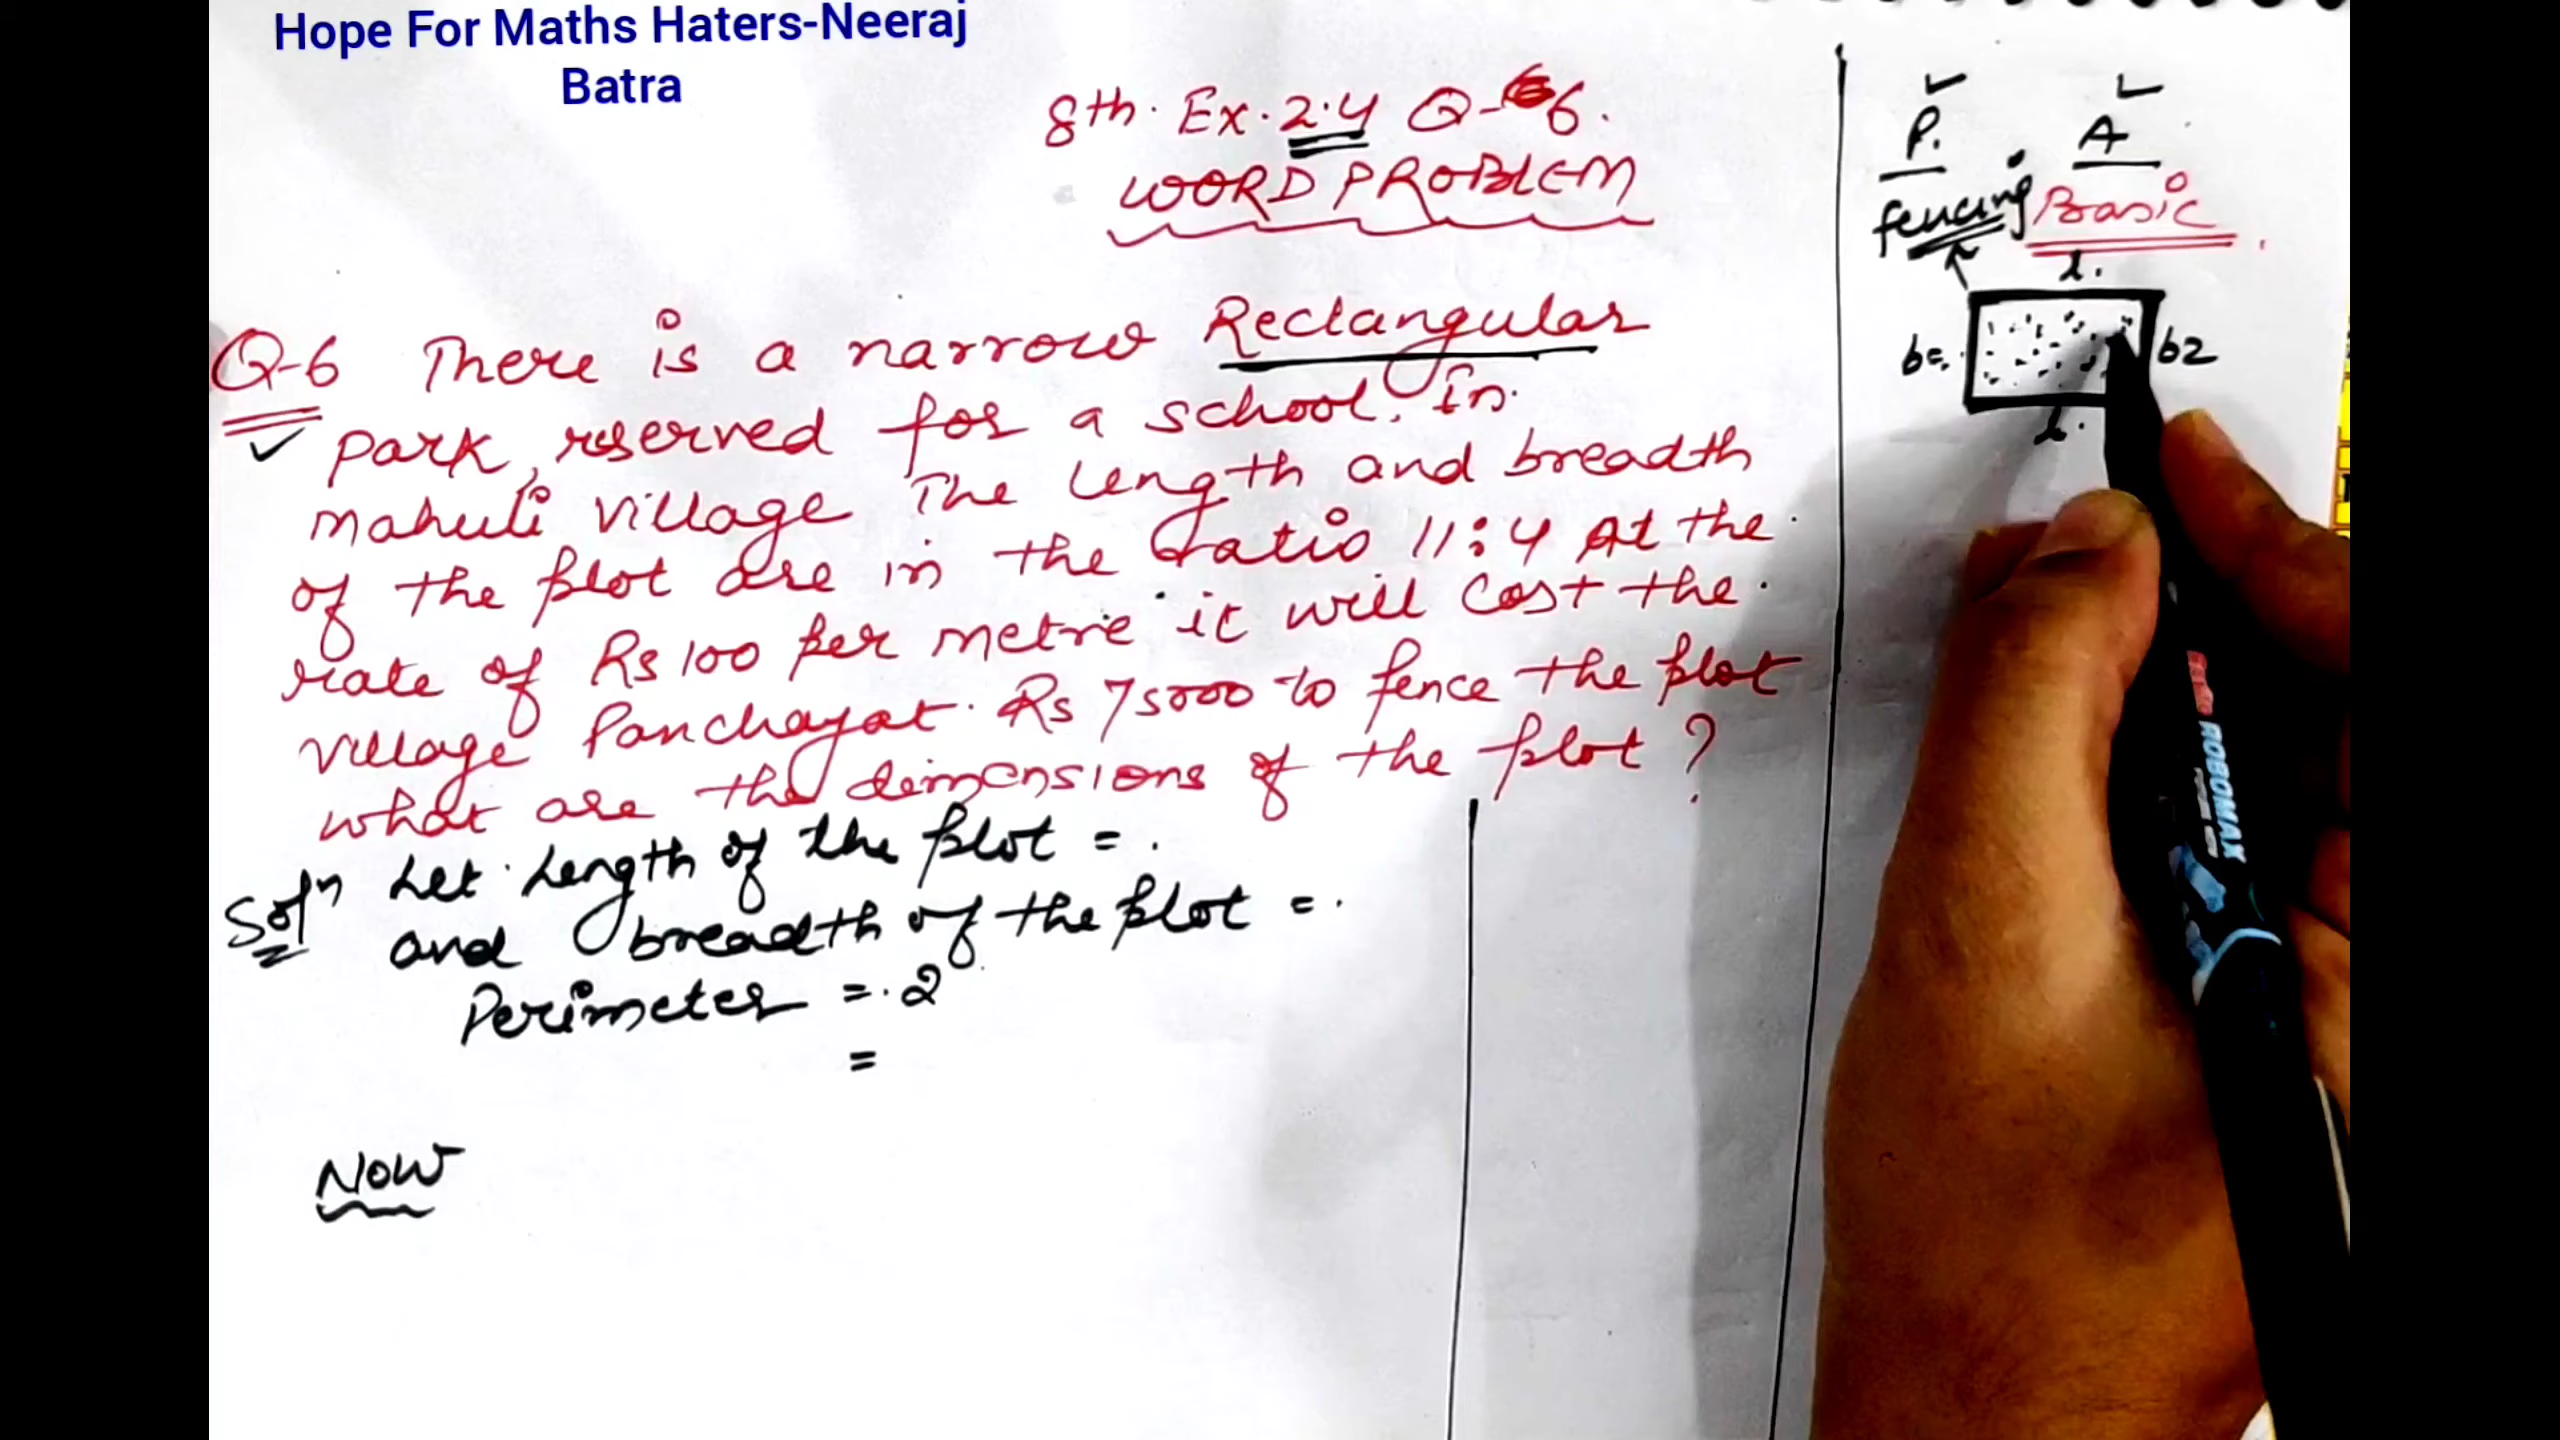 Hope For Maths Haters-Neeraj
Batra
8th. Ex. 2.4 Q-6.
WORD PROBLEM
Q-6 There is a narrow Rectangular
Park, reserved for a school. In
mahuli village The Length and breadth
of the plot are in the ratio 11:4 At the
rate of Rs 100 per metre it will cost the
village Panchayat. Rs 75000 to fence the plot
what are the dimensions of the plot ?
Soln Let Length of the plot =.
and breadth of the plot =.
Perimeter =. 2
=
Now
P. A
fencing Basic
l.
b= b=
l.
ROBOMAX